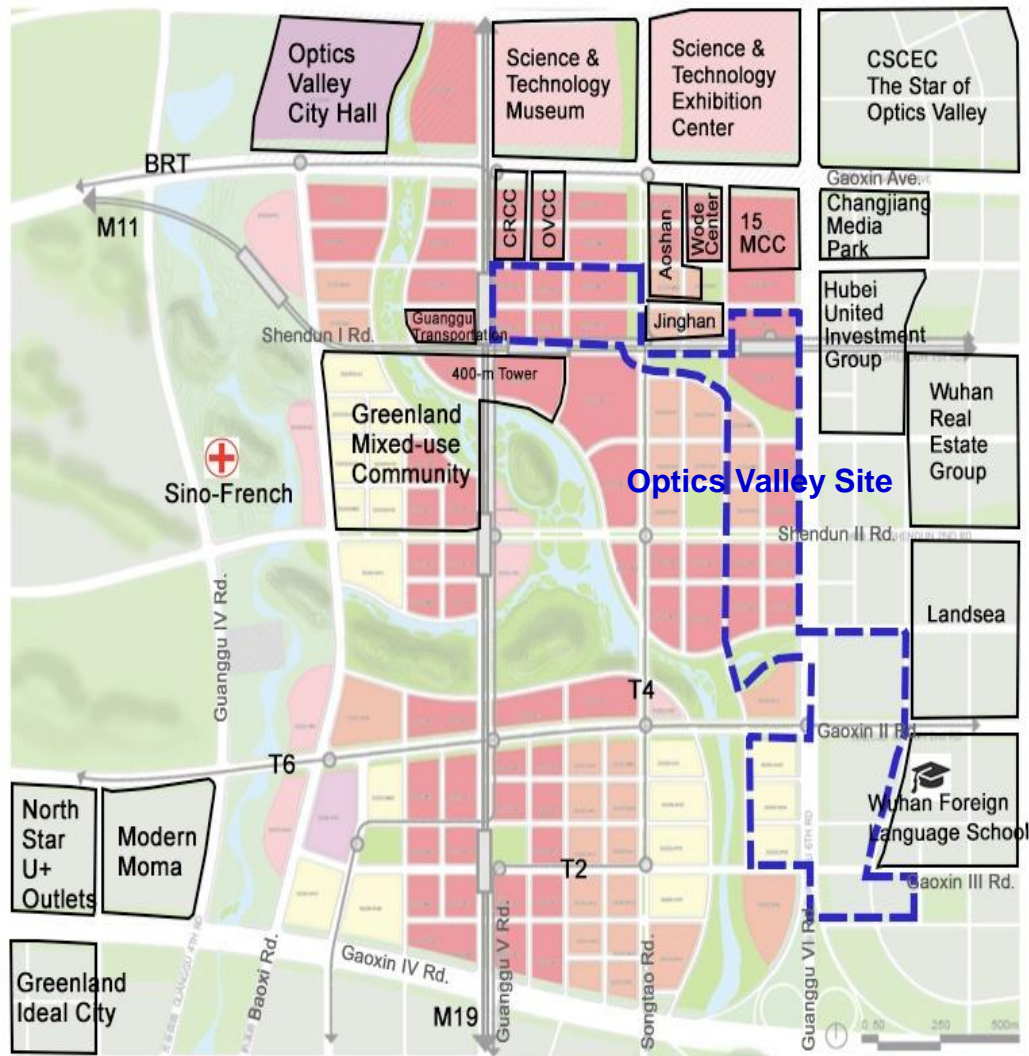 Optics
Valley
City Hall
Science &
Technology
Museum
Science &
Technology
Exhibition
Center
CSCEC
The Star of
Optics Valley
BRT
M11
CRCC
OVCC
Aoshan
Wode
Center
15
MCC
Gaoxin Ave.
Changjiang
Media
Park
Hubei
United
Investment
Group
Shendun I Rd.
Guanggu
Transportation
Jinghan
400-m Tower
Greenland
Mixed-use
Community
Wuhan
Real
Estate
Group
Sino-French
Optics Valley Site
Shendun II Rd.
Landsea
Guanggu IV Rd.
T4
T6
Gaoxin II Rd.
North
Star
U+
Outlets
Modern
Moma
Wuhan Foreign
Language School
T2
Gaoxin III Rd.
Greenland
Ideal City
Baoxi Rd.
Gaoxin IV Rd.
M19
Guanggu V Rd.
Songtao Rd.
Guanggu VI Rd.
0 50 250 500m